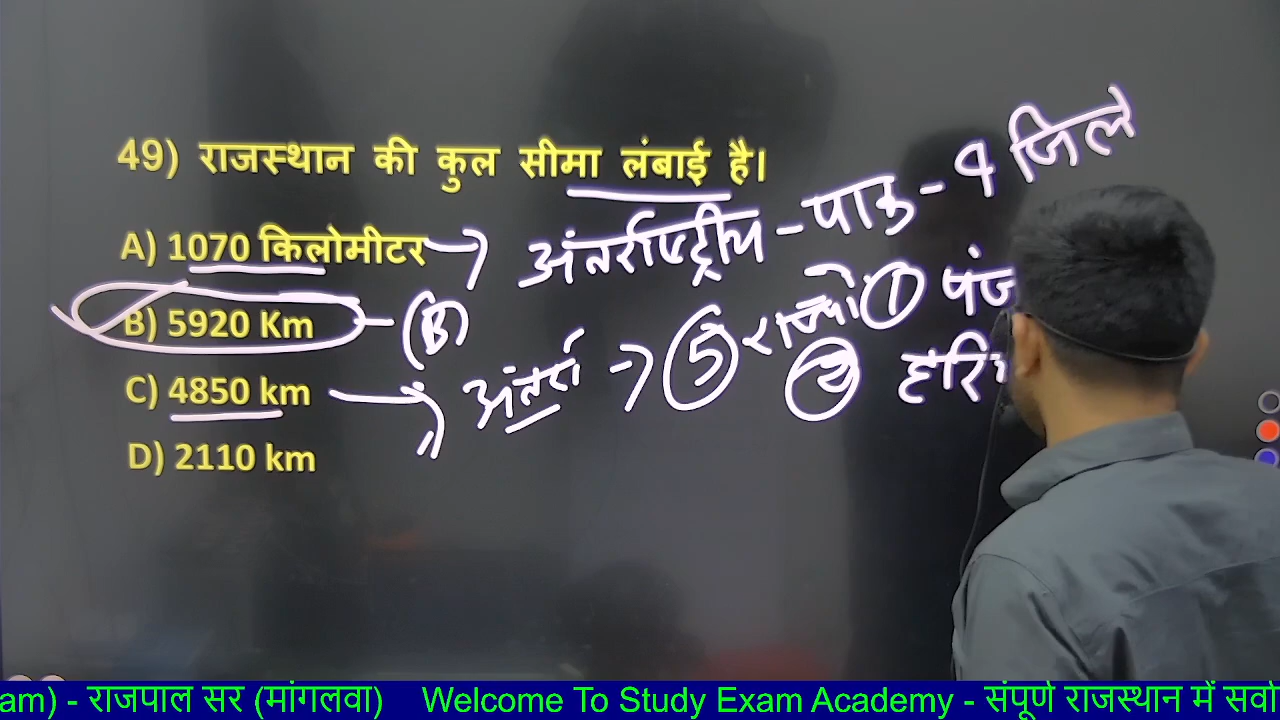 49) राजस्थान की कुल सीमा लंबाई है।
A) 1070 किलोमीटर → अंतर्राष्ट्रीय - पाक - 4 जिले
B) 5920 Km - (B)
C) 4850 km → अंतर्रा → 5 राज्यो ① पंज
② हरि
D) 2110 km
am) - राजपाल सर (मांगलवा) Welcome To Study Exam Academy - संपूर्ण राजस्थान में सर्वो